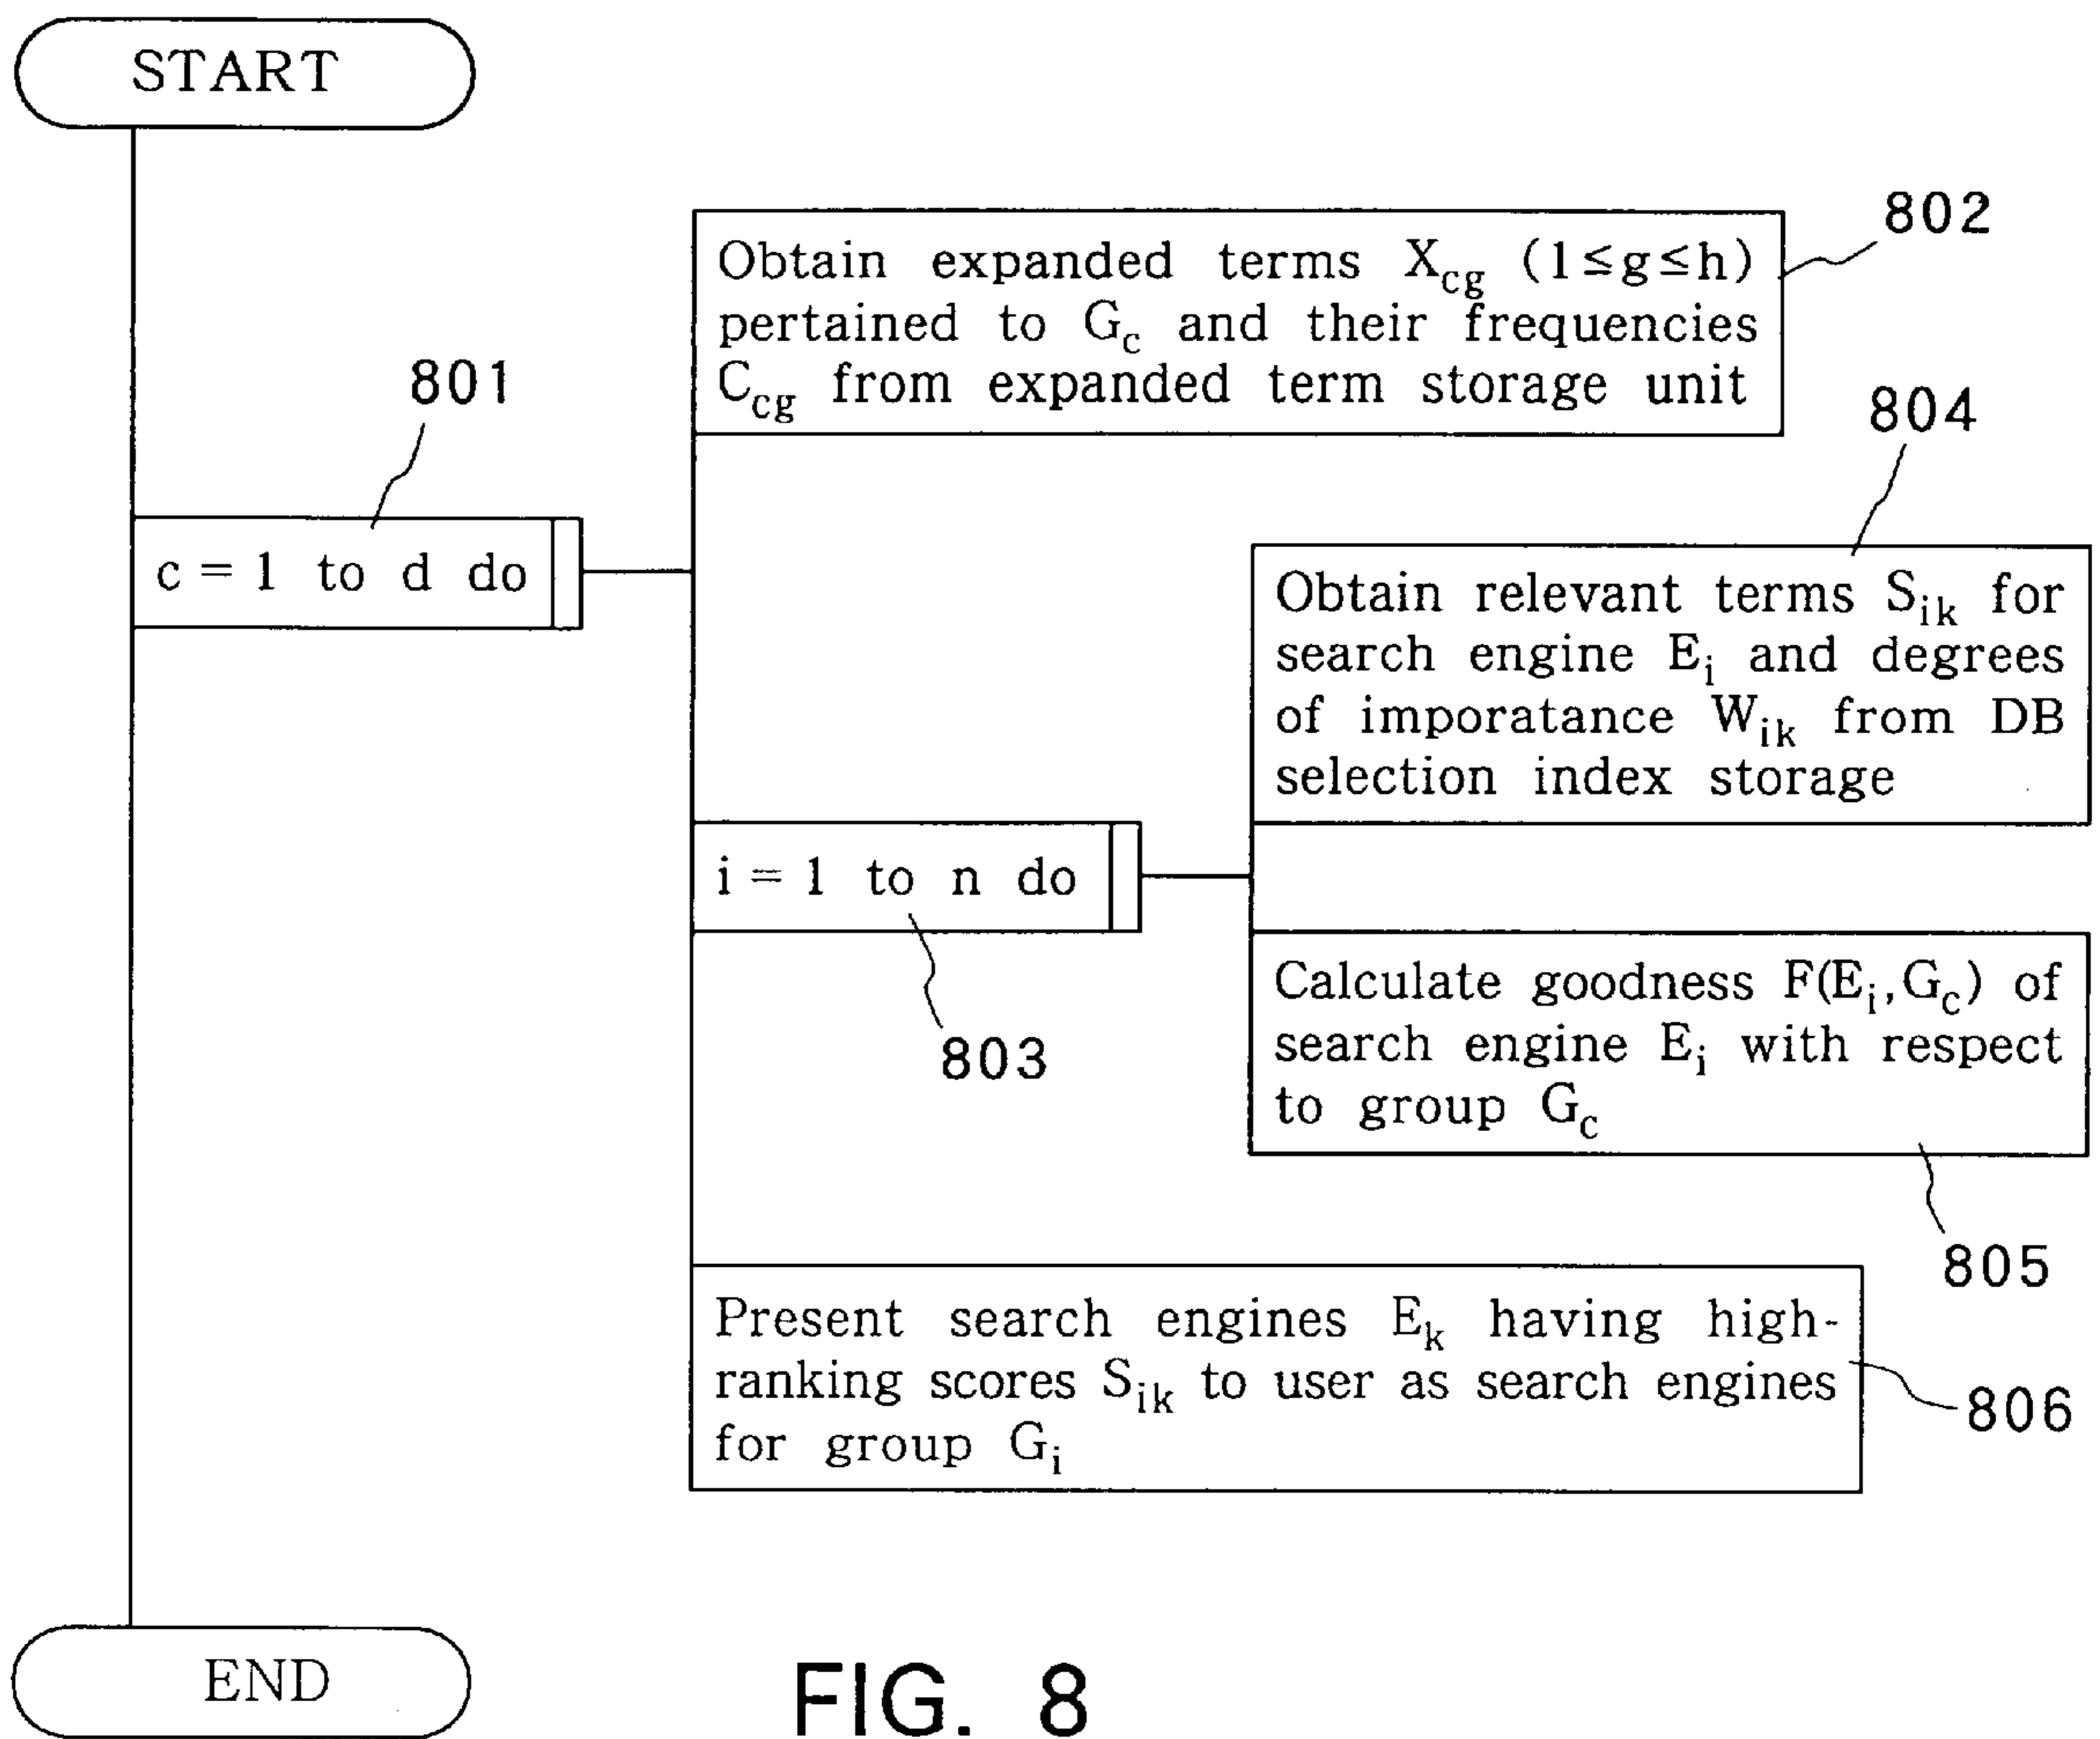 START
802
Obtain expanded terms X_cg (1≤g≤h)
pertained to G_c and their frequencies
C_cg from expanded term storage unit
801
804
c = 1 to d do
Obtain relevant terms S_ik for
search engine E_i and degrees
of imporatance W_ik from DB
selection index storage
i = 1 to n do
803
Calculate goodness F(E_i,G_c) of
search engine E_i with respect
to group G_c
805
Present search engines E_k having high-
ranking scores S_ik to user as search engines
for group G_i
806
END
FIG. 8